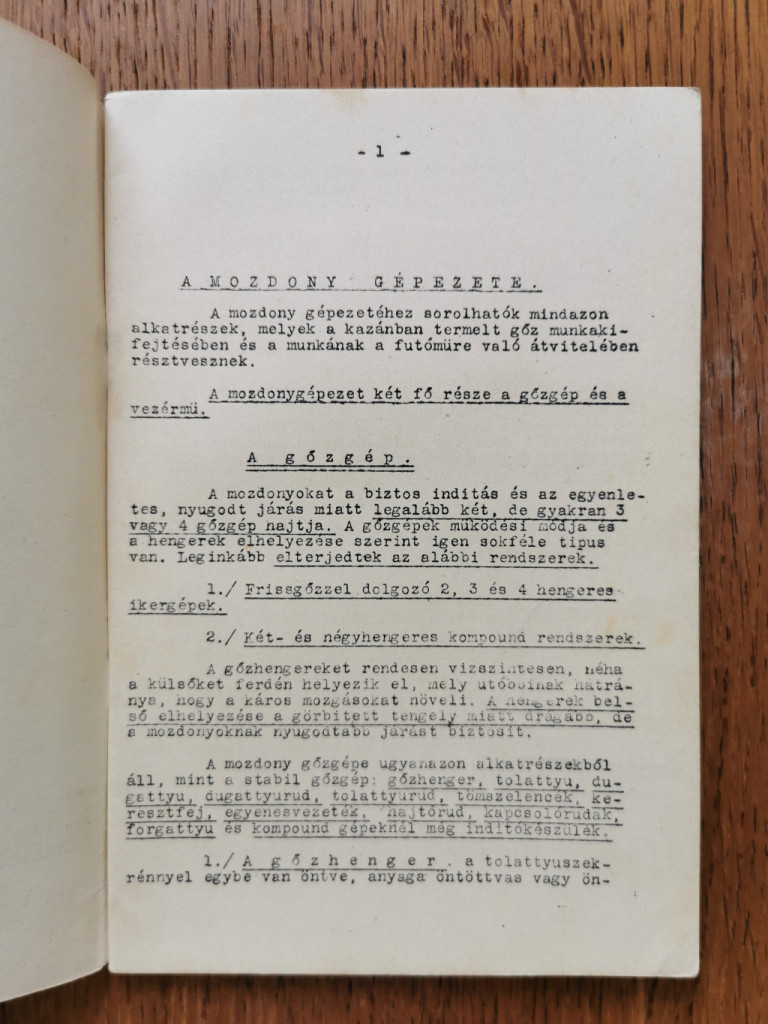 - 1 -
A MOZDONY GÉPEZETE.
A mozdony gépezetéhez sorolhatók mindazon
alkatrészek, melyek a kazánban termelt gőz munkaki-
fejtésében és a munkának a futóműre való átvitelében
résztvesznek.
A mozdonygépezet két fő része a gőzgép és a
vezérmü.
A gőzgép.
A mozdonyokat a biztos inditás és az egyenle-
tes, nyugodt járás miatt legalább két, de gyakran 3
vagy 4 gőzgép hajtja. A gőzgépek müködési módja és
a hengerek elhelyezése szerint igen sokféle tipus
van. Leginkább elterjedtek az alábbi rendszerek.
1./ Frissgőzzel dolgozó 2, 3 és 4 hengeres
ikergépek.
2./ Két- és négyhengeres kompound rendszerek.
A gőzhengereket rendesen vizszintesen, néha
a külsőket ferdén helyezik el, mely utóbbinak hátrá-
nya, hogy a káros mozgásokat növeli. A hengerek bel-
ső elhelyezése a görbitett tengely miatt drágább, de
a mozdonyoknak nyugodtabb járást biztosit.
A mozdony gőzgépe ugyanazon alkatrészekből
áll, mint a stabil gőzgép: gőzhenger, tolattyu, du-
gattyu, dugattyurud, tolattyurud, tömszelencék, ke-
resztfej, egyenesvezeték, hajtórud, kapcsolórudak,
forgattyu és kompound gépeknél még inditókészülék.
1./ A gőzhenger. a tolattyuszek-
rénnyel egybe van öntve, anyaga öntöttvas vagy ön-